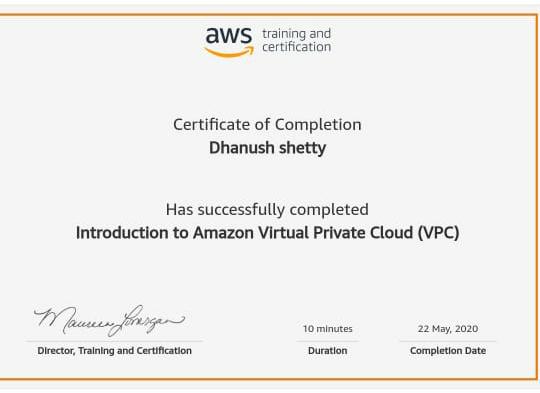 aws training and
certification
Certificate of Completion
Dhanush shetty
Has successfully completed
Introduction to Amazon Virtual Private Cloud (VPC)
Maureen Lonergan
10 minutes
22 May, 2020
Director, Training and Certification
Duration
Completion Date